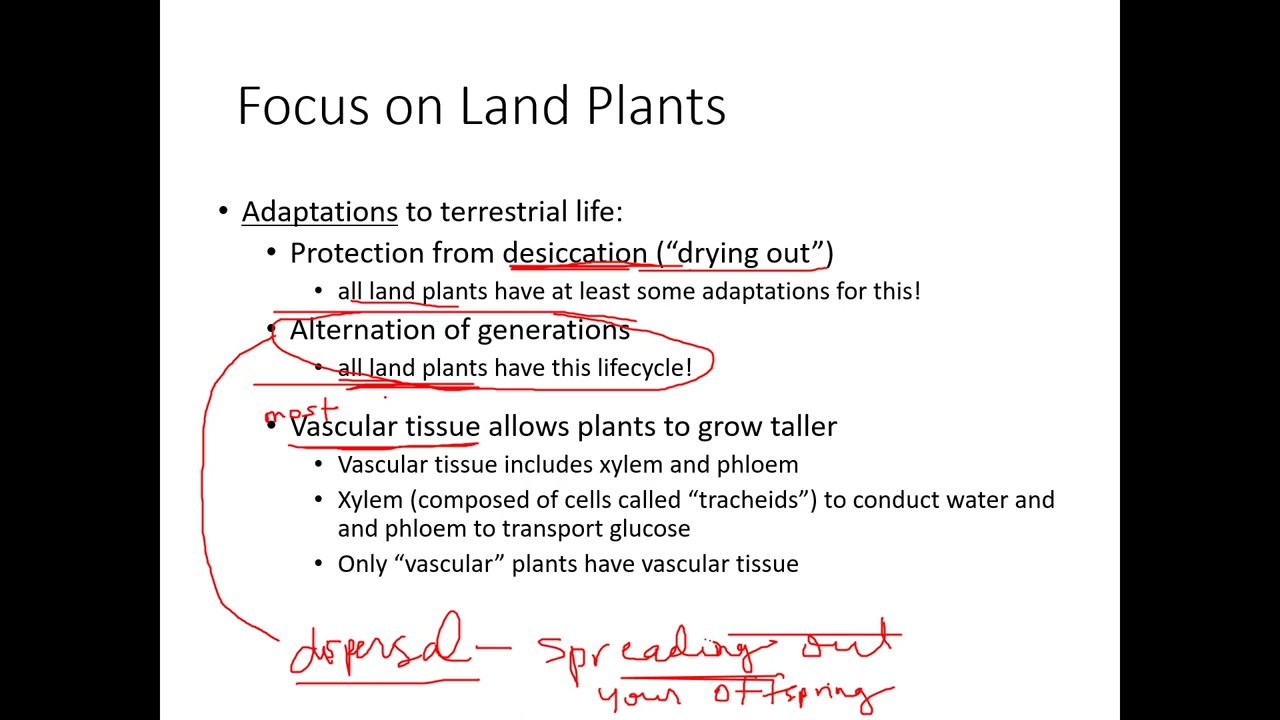 Focus on Land Plants
• Adaptations to terrestrial life:
• Protection from desiccation (“drying out”)
• all land plants have at least some adaptations for this!
• Alternation of generations
• all land plants have this lifecycle!
most
• Vascular tissue allows plants to grow taller
• Vascular tissue includes xylem and phloem
• Xylem (composed of cells called “tracheids”) to conduct water and
and phloem to transport glucose
• Only “vascular” plants have vascular tissue
dispersal — spreading out
your offspring